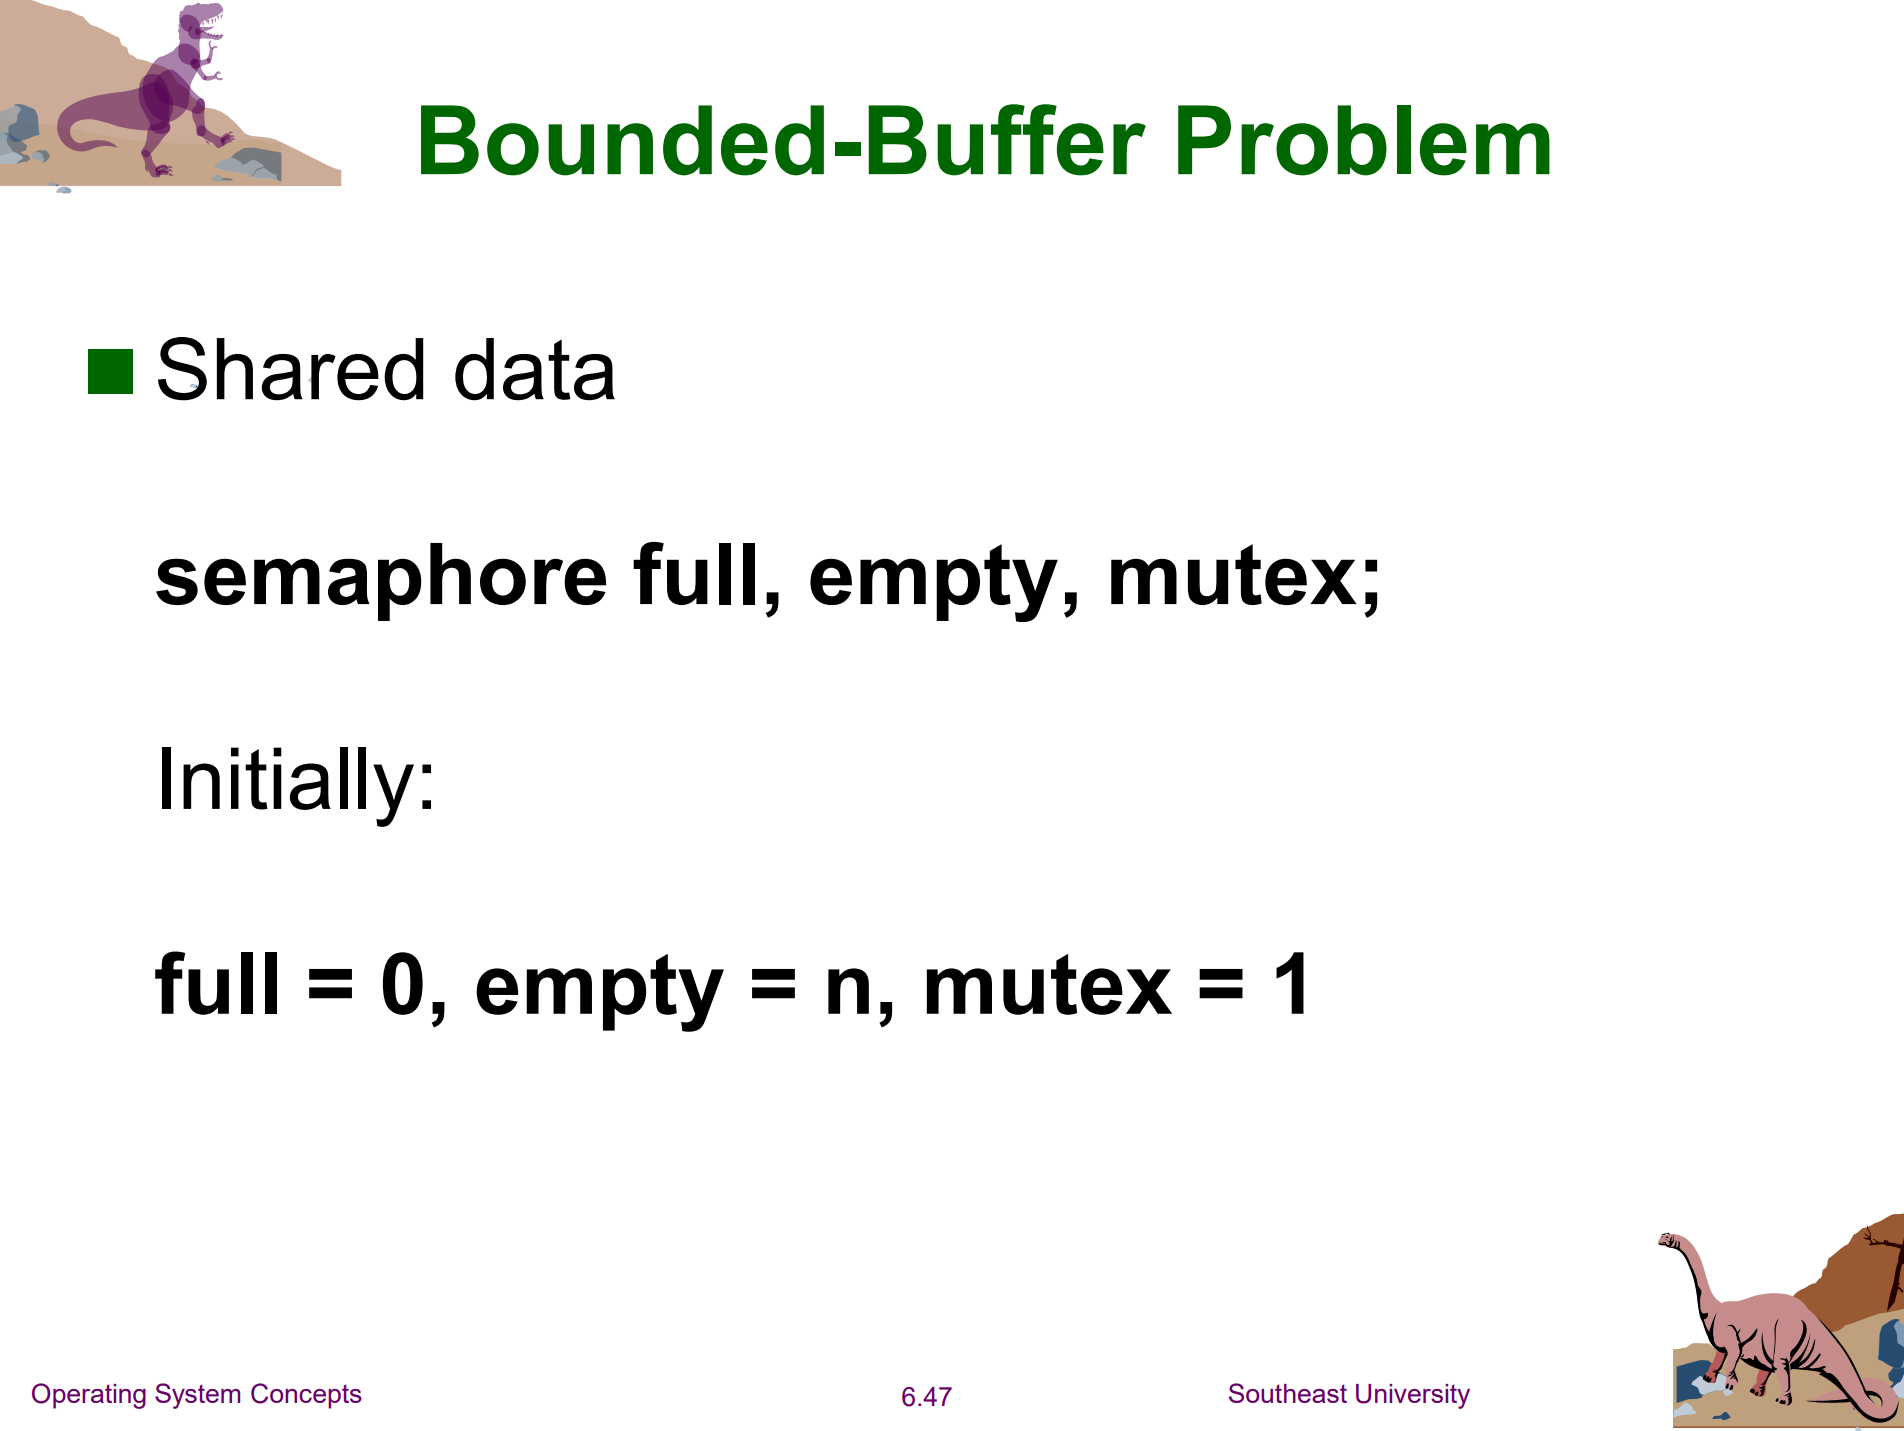 Bounded-Buffer Problem
Shared data
semaphore full, empty, mutex;
Initially:
full = 0, empty = n, mutex = 1
Operating System Concepts
6.47
Southeast University